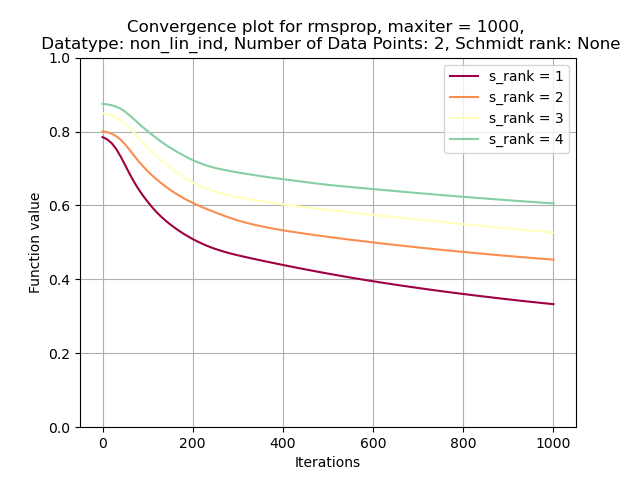 Convergence plot for rmsprop, maxiter = 1000,
Datatype: non_lin_ind, Number of Data Points: 2, Schmidt rank: None
1.0
0.8
0.6
0.4
0.2
0.0
Function value
s_rank = 1
s_rank = 2
s_rank = 3
s_rank = 4
0
200
400
600
800
1000
Iterations